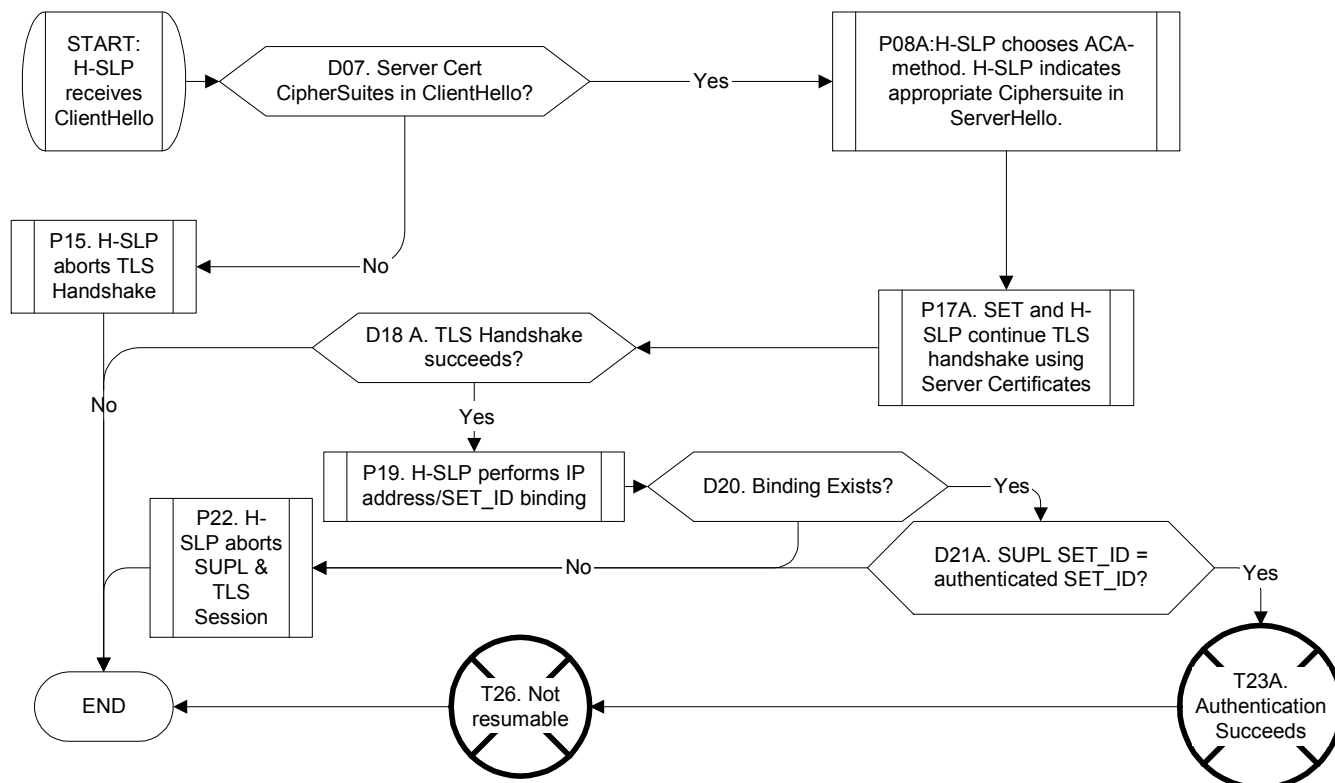 START:
H-SLP
receives
ClientHello
D07. Server Cert
CipherSuites in ClientHello?
Yes
P08A:H-SLP chooses ACA-
method. H-SLP indicates
appropriate Ciphersuite in
ServerHello.
No
P15. H-SLP
aborts TLS
Handshake
P17A. SET and H-
SLP continue TLS
handshake using
Server Certificates
D18 A. TLS Handshake
succeeds?
No
Yes
P19. H-SLP performs IP
address/SET_ID binding
D20. Binding Exists?
Yes
No
P22. H-
SLP aborts
SUPL &
TLS
Session
D21A. SUPL SET_ID =
authenticated SET_ID?
Yes
T23A.
Authentication
Succeeds
T26. Not
resumable
END